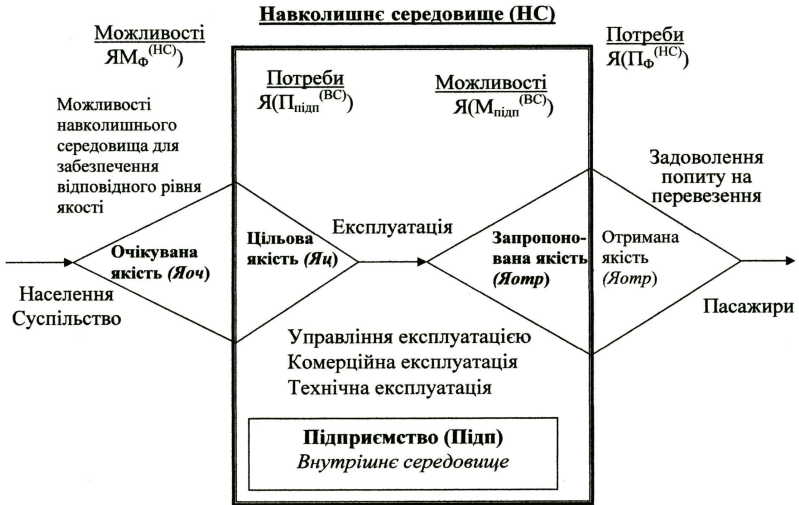 Навколишнє середовище (НС)
Можливості
ЯМФ(НС))
Потреби
Я(ПФ(НС))
Потреби
Я(Ппідп(ВС))
Можливості
Я(Мпідп(ВС))
Можливості
навколишнього
середовища для
забезпечення
відповідного рівня
якості
Задоволення
попиту на
перевезення
Очікувана
якість (Яоч)
Цільова
якість (Яц)
Експлуатація
Запропоно-
вана якість
(Яотр)
Отримана
якість
(Яотр)
Населення
Суспільство
Пасажири
Управління експлуатацією
Комерційна експлуатація
Технічна експлуатація
Підприємство (Підп)
Внутрішнє середовище